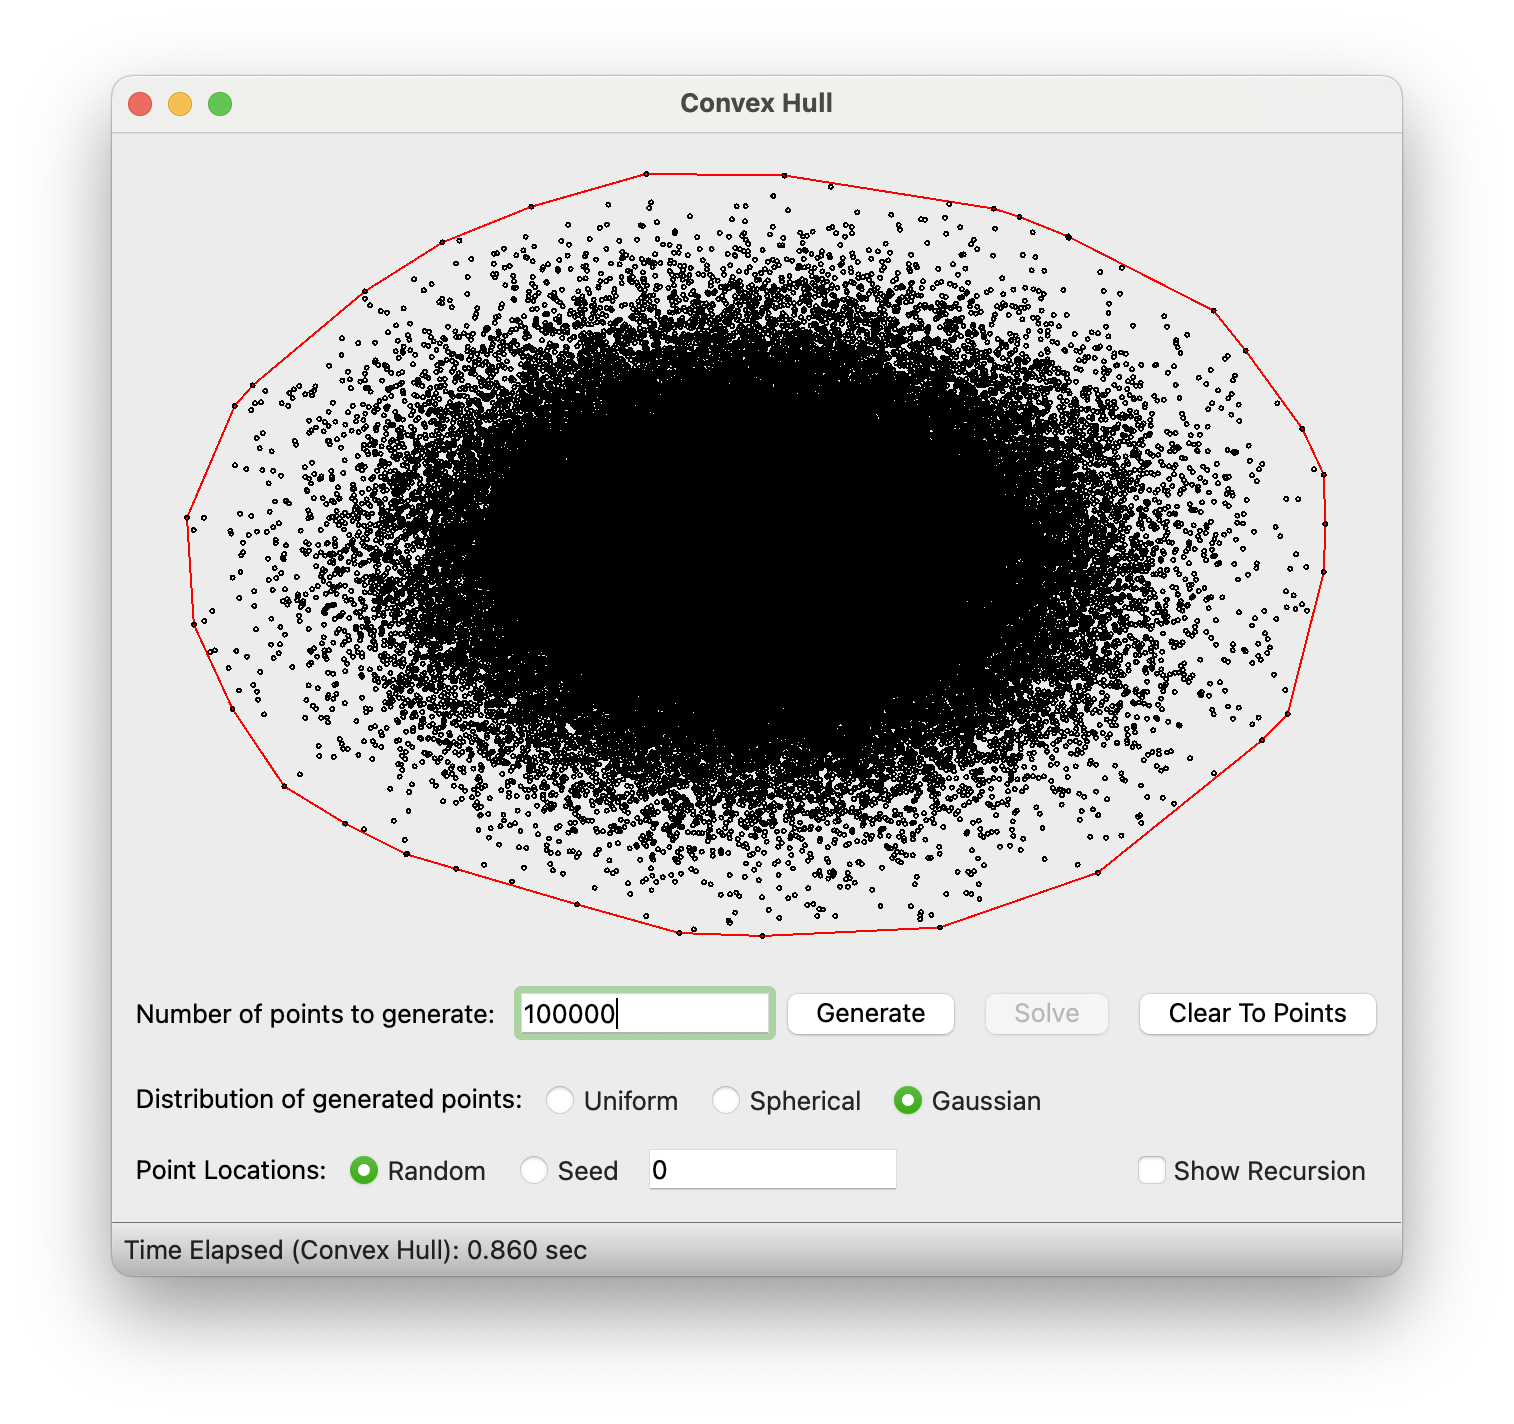 Convex Hull
Number of points to generate: 100000 Generate Solve Clear To Points
Distribution of generated points: Uniform Spherical Gaussian
Point Locations: Random Seed 0 Show Recursion
Time Elapsed (Convex Hull): 0.860 sec